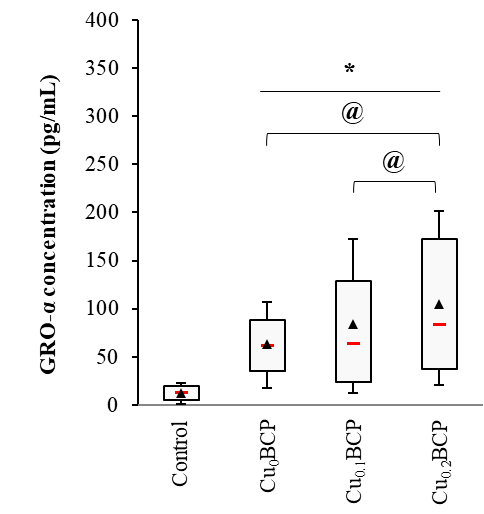 400
350
300
250
200
150
100
50
0
GRO-α concentration (pg/mL)
*
@
@
Control
Cu₀BCP
Cu₀.₁BCP
Cu₀.₂BCP